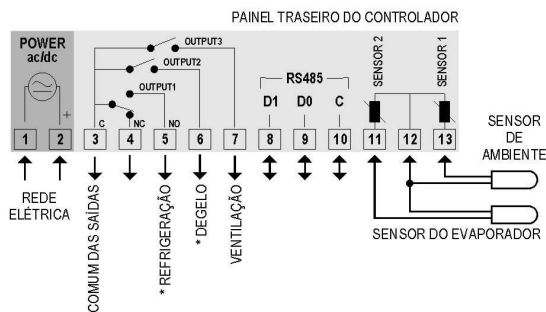 PAINEL TRASEIRO DO CONTROLADOR
POWER
ac/dc
+
OUTPUT3
OUTPUT2
OUTPUT1
C
NC
NO
RS485
D1 D0 C
SENSOR 2
SENSOR 1
1 2 3 4 5 6 7 8 9 10 11 12 13
REDE
ELÉTRICA
COMUM DAS SAÍDAS
* REFRIGERAÇÃO
* DEGELO
VENTILAÇÃO
SENSOR
DE
AMBIENTE
SENSOR DO EVAPORADOR